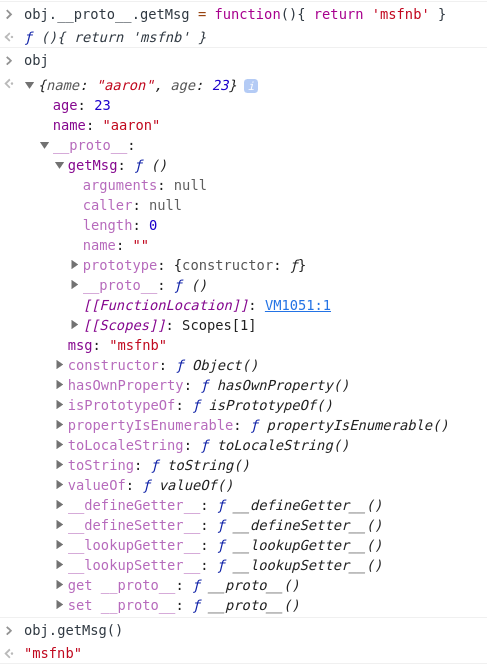 > obj.__proto__.getMsg = function(){ return 'msfnb' }
ƒ (){ return 'msfnb' }
> obj
{name: "aaron", age: 23} i
age: 23
name: "aaron"
__proto__:
getMsg: ƒ ()
arguments: null
caller: null
length: 0
name: ""
prototype: {constructor: ƒ}
__proto__: ƒ ()
[[FunctionLocation]]: VM1051:1
[[Scopes]]: Scopes[1]
msg: "msfnb"
constructor: ƒ Object()
hasOwnProperty: ƒ hasOwnProperty()
isPrototypeOf: ƒ isPrototypeOf()
propertyIsEnumerable: ƒ propertyIsEnumerable()
toLocaleString: ƒ toLocaleString()
toString: ƒ toString()
valueOf: ƒ valueOf()
__defineGetter__: ƒ __defineGetter__()
__defineSetter__: ƒ __defineSetter__()
__lookupGetter__: ƒ __lookupGetter__()
__lookupSetter__: ƒ __lookupSetter__()
get __proto__: ƒ __proto__()
set __proto__: ƒ __proto__()
> obj.getMsg()
"msfnb"